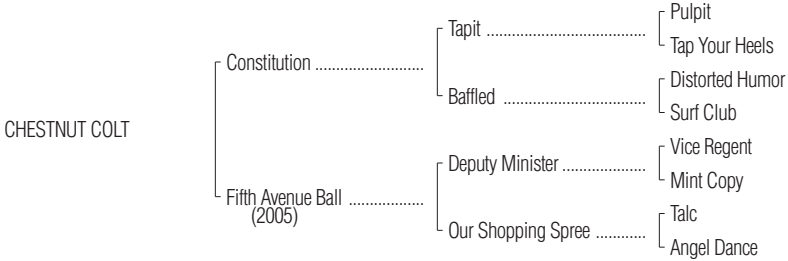 Pulpit
Tapit ......................................
Tap Your Heels
Constitution ..........................
Distorted Humor
Baffled ..................................
Surf Club
CHESTNUT COLT
Vice Regent
Deputy Minister ....................
Mint Copy
Fifth Avenue Ball ..................
(2005)
Talc
Our Shopping Spree ............
Angel Dance